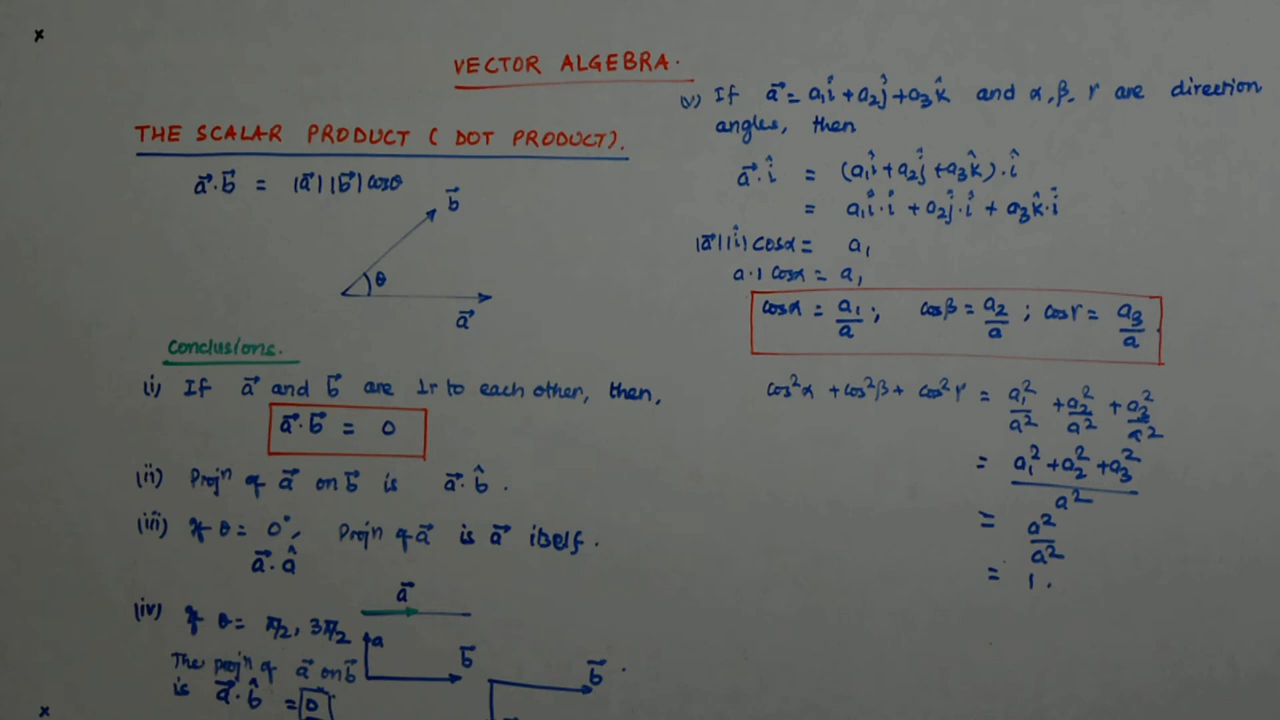 VECTOR ALGEBRA.
THE SCALAR PRODUCT ( DOT PRODUCT).
a⃗·b⃗ = |a⃗||b⃗|cosθ
b⃗
θ
a⃗
Conclusions.
(i) If a⃗ and b⃗ are ⊥r to each other, then,
a⃗·b⃗ = 0
(ii) Projⁿ of a⃗ on b⃗ is a⃗·b̂.
(iii) If θ = 0°, Projⁿ of a⃗ is a⃗ itself.
a⃗·â
a⃗
(iv) If θ = π/2, 3π/2
a
b⃗
b⃗
The projⁿ of a⃗ on b⃗
is a⃗·b̂ = 0
(v) If a⃗ = a₁î + a₂ĵ + a₃k̂ and α, β, γ are direction
angles, then
a⃗·î = (a₁î + a₂ĵ + a₃k̂)·î
= a₁î·î + a₂ĵ·î + a₃k̂·î
|a⃗||î|cosα = a₁
a·1 cosα = a₁
cosα = a₁/a ; cosβ = a₂/a ; cosγ = a₃/a.
cos²α + cos²β + cos²γ = a₁²/a² + a₂²/a² + a₃²/a²
= (a₁² + a₂² + a₃²)/a²
= a²/a²
= 1.